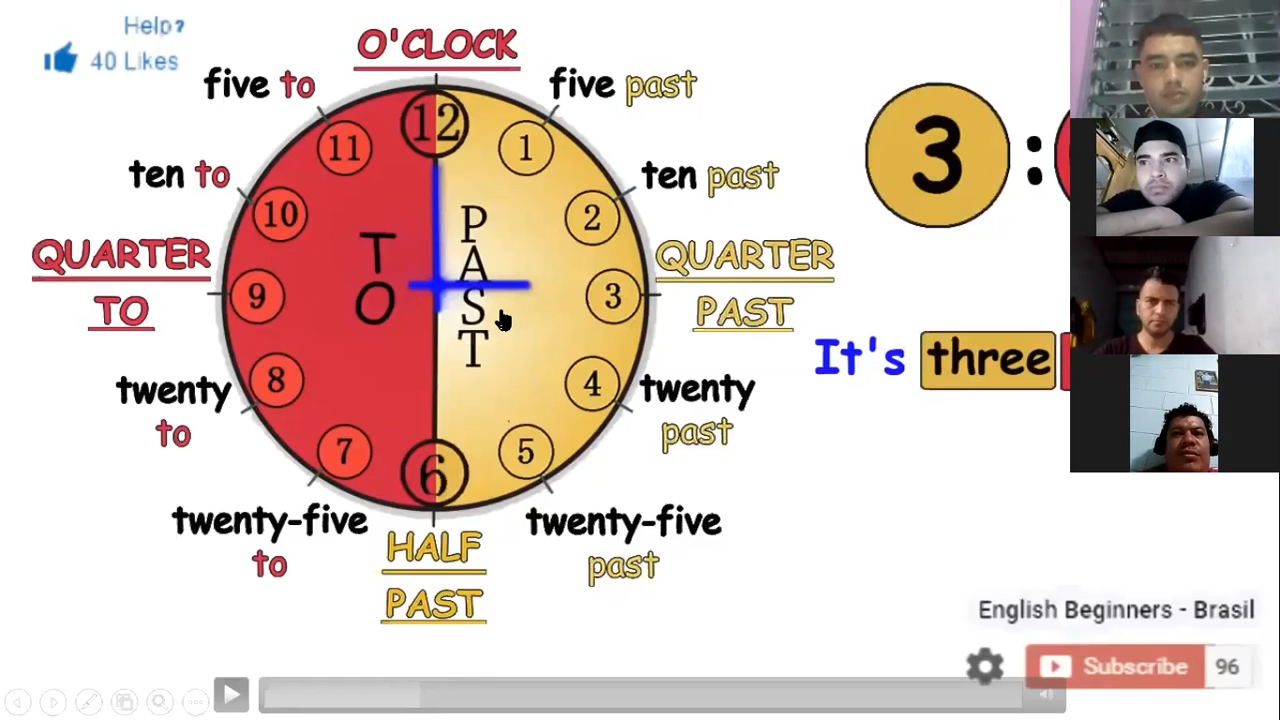 Help?
40 Likes
O'CLOCK
five to
five past
12
11
1
ten to
ten past
10
2
3 :
TO
PAST
QUARTER
TO
QUARTER
PAST
9
3
It's three
8
4
twenty
to
twenty
past
7
5
6
twenty-five
to
twenty-five
past
HALF
PAST
English Beginners - Brasil
Subscribe 96